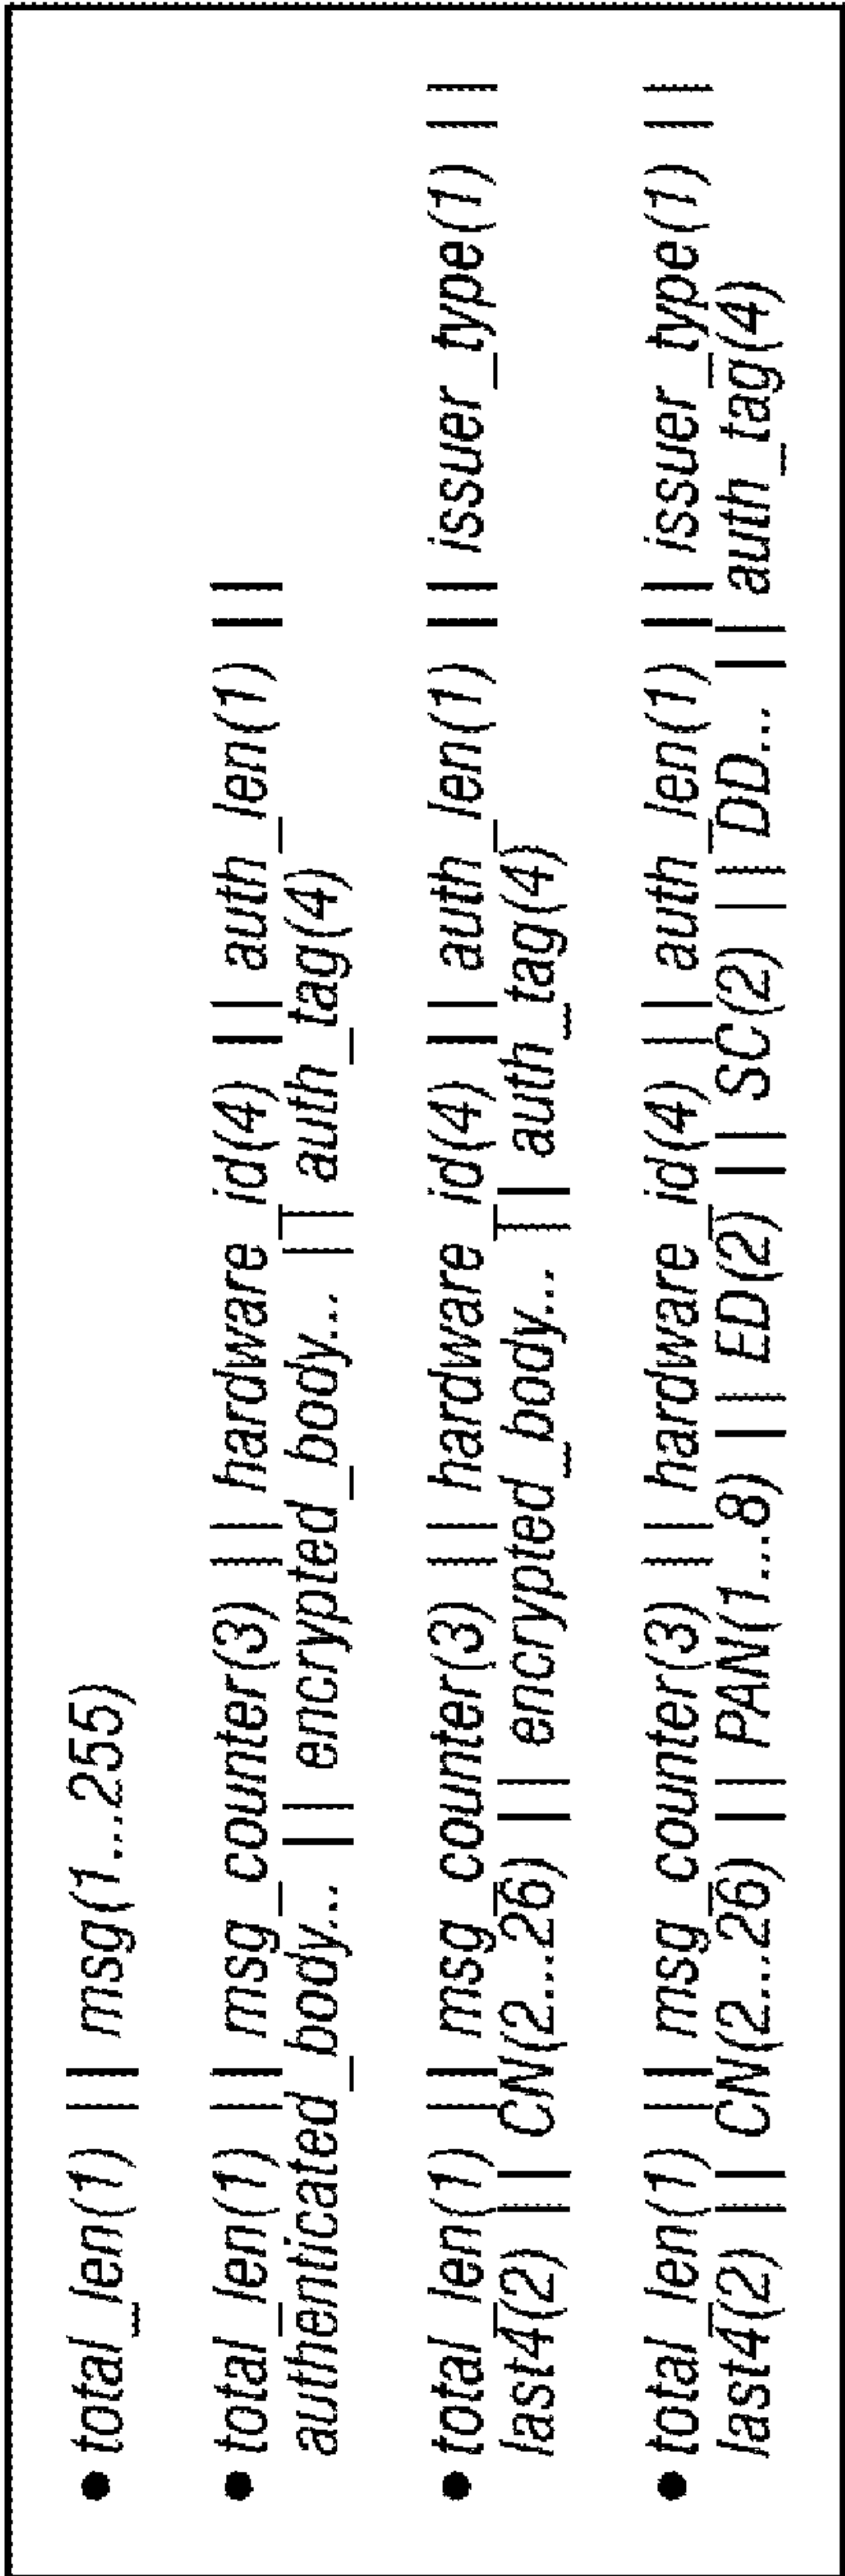 • total_len(1) || msg(1...255)
• total_len(1) || msg_counter(3) || hardware_id(4) || auth_len(1) ||
authenticated_body... || encrypted_body... || auth_tag(4)
• total_len(1) || msg_counter(3) || hardware_id(4) || auth_len(1) || issuer_type(1) ||
last4(2) || CN(2...26) || encrypted_body... || auth_tag(4)
• total_len(1) || msg_counter(3) || hardware_id(4) || auth_len(1) || issuer_type(1) ||
last4(2) || CN(2...26) || PAN(1...8) || ED(2) || SC(2) || DD... || auth_tag(4)